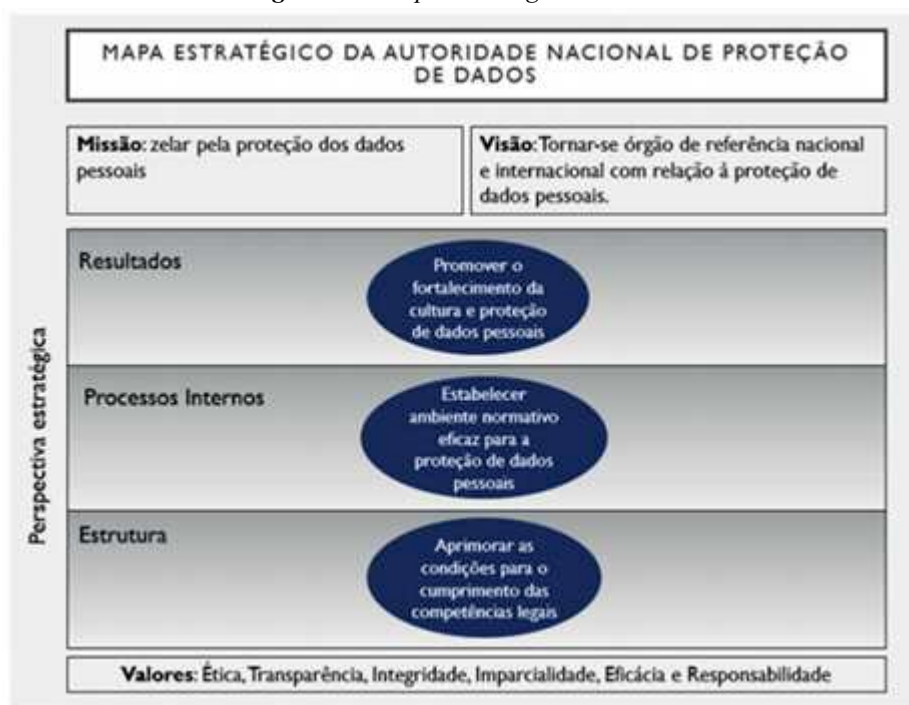 MAPA ESTRATÉGICO DA AUTORIDADE NACIONAL DE PROTEÇÃO
DE DADOS
Missão: zelar pela proteção dos dados
pessoais
Visão: Tornar-se órgão de referência nacional
e internacional com relação à proteção de
dados pessoais.
Perspectiva estratégica
Resultados
Promover o
fortalecimento da
cultura e proteção
de dados pessoais
Processos Internos
Estabelecer
ambiente normativo
eficaz para a
proteção de dados
pessoais
Estrutura
Aprimorar as
condições para o
cumprimento das
competências legais
Valores: Ética, Transparência, Integridade, Imparcialidade, Eficácia e Responsabilidade